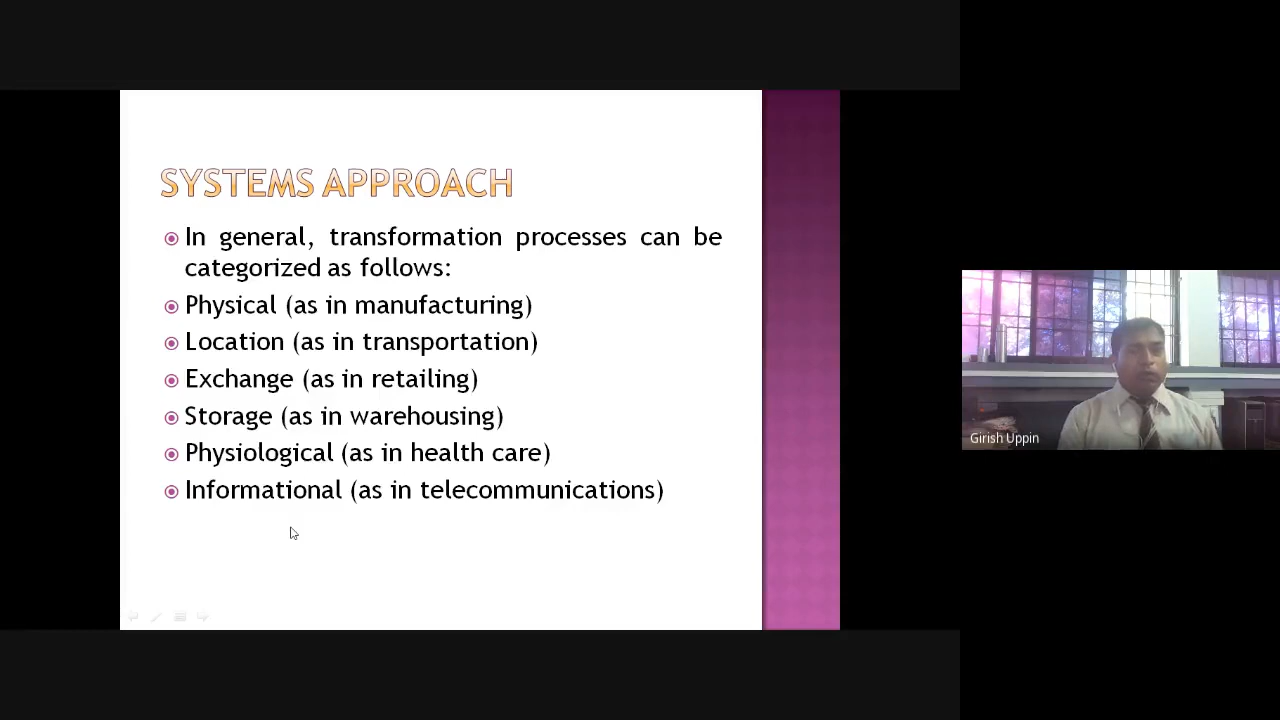 SYSTEMS APPROACH
In general, transformation processes can be
categorized as follows:
Physical (as in manufacturing)
Location (as in transportation)
Exchange (as in retailing)
Storage (as in warehousing)
Physiological (as in health care)
Informational (as in telecommunications)
Girish Uppin